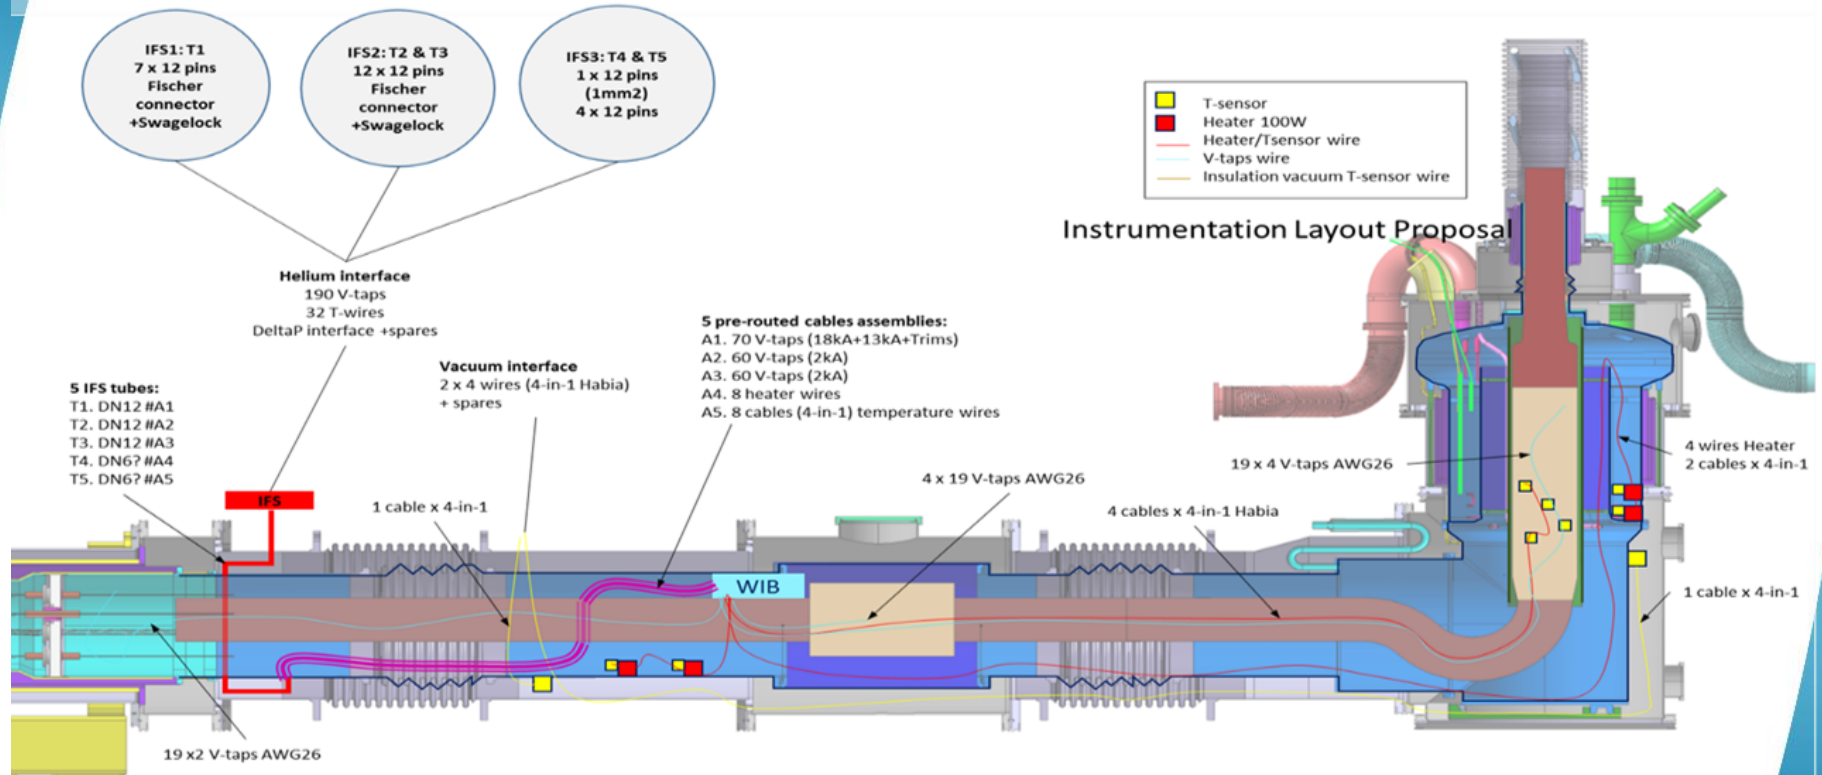 IFS1: T1
7 x 12 pins
Fischer
connector
+Swagelock
IFS2: T2 & T3
12 x 12 pins
Fischer
connector
+Swagelock
IFS3: T4 & T5
1 x 12 pins
(1mm2)
4 x 12 pins
T-sensor
Heater 100W
Heater/Tsensor wire
V-taps wire
Insulation vacuum T-sensor wire
Instrumentation Layout Proposal
Helium interface
190 V-taps
32 T-wires
DeltaP interface +spares
Vacuum interface
2 x 4 wires (4-in-1 Habia)
+ spares
5 pre-routed cables assemblies:
A1. 70 V-taps (18kA+13kA+Trims)
A2. 60 V-taps (2kA)
A3. 60 V-taps (2kA)
A4. 8 heater wires
A5. 8 cables (4-in-1) temperature wires
5 IFS tubes:
T1. DN12 #A1
T2. DN12 #A2
T3. DN12 #A3
T4. DN6? #A4
T5. DN6? #A5
IFS
1 cable x 4-in-1
4 x 19 V-taps AWG26
4 cables x 4-in-1 Habia
19 x 4 V-taps AWG26
4 wires Heater
2 cables x 4-in-1
WIB
1 cable x 4-in-1
19 x2 V-taps AWG26